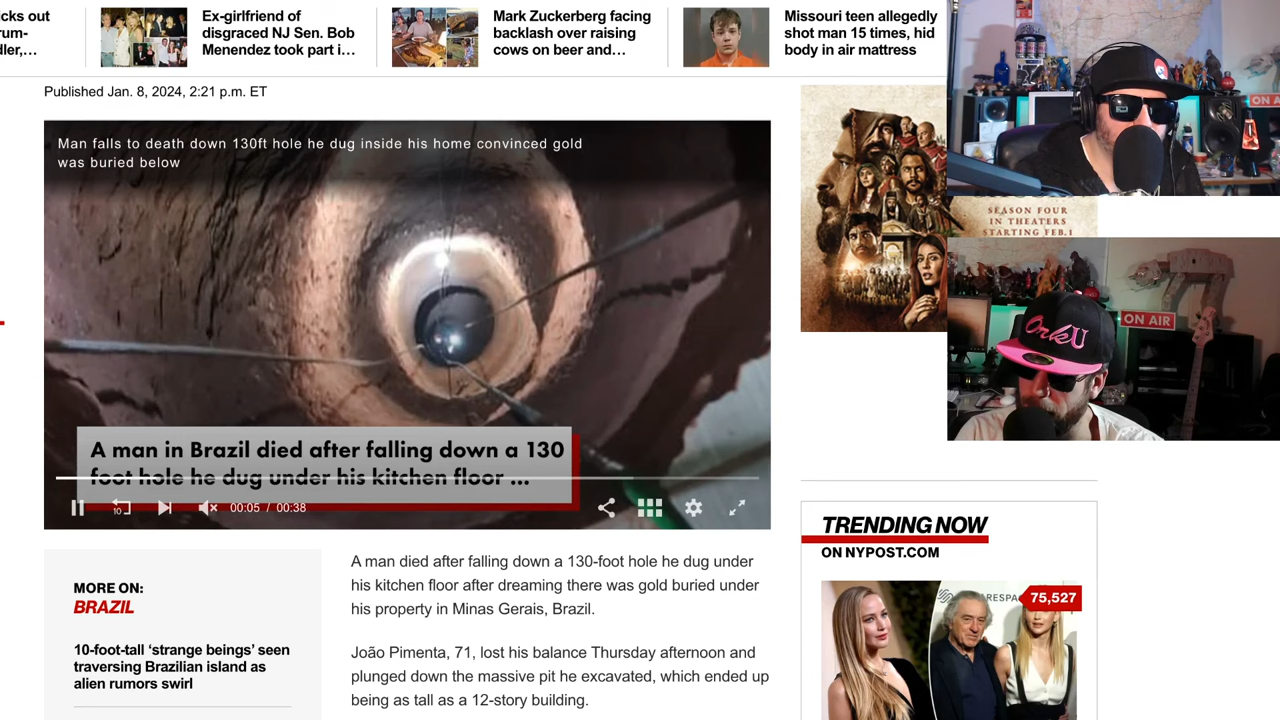 cks out
rum-
dler,...
Ex-girlfriend of
disgraced NJ Sen. Bob
Menendez took part i...
Mark Zuckerberg facing
backlash over raising
cows on beer and...
Missouri teen allegedly
shot man 15 times, hid
body in air mattress
Published Jan. 8, 2024, 2:21 p.m. ET
Man falls to death down 130ft hole he dug inside his home convinced gold
was buried below
A man in Brazil died after falling down a 130
foot hole he dug under his kitchen floor ...
10
00:05 / 00:38
SEASON FOUR
IN THEATERS
STARTING FEB.1
ON A
OrkU
ON AIR
MORE ON:
BRAZIL
10-foot-tall ‘strange beings’ seen
traversing Brazilian island as
alien rumors swirl
A man died after falling down a 130-foot hole he dug under
his kitchen floor after dreaming there was gold buried under
his property in Minas Gerais, Brazil.
João Pimenta, 71, lost his balance Thursday afternoon and
plunged down the massive pit he excavated, which ended up
being as tall as a 12-story building.
TRENDING NOW
ON NYPOST.COM
75,527